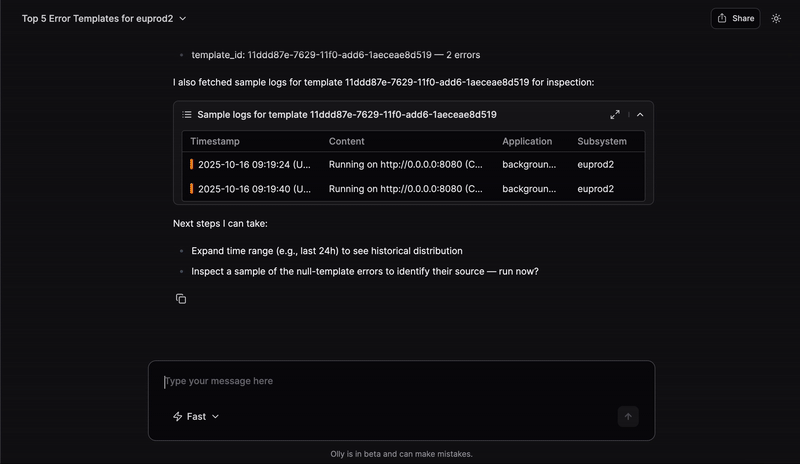 Top 5 Error Templates for euprod2
Share
template_id: 11ddd87e-7629-11f0-add6-1aeceae8d519 — 2 errors
I also fetched sample logs for template 11ddd87e-7629-11f0-add6-1aeceae8d519 for inspection:
Sample logs for template 11ddd87e-7629-11f0-add6-1aeceae8d519
Timestamp Content Application Subsystem
2025-10-16 09:19:24 (U... Running on http://0.0.0.0:8080 (C... backgroun... euprod2
2025-10-16 09:19:40 (U... Running on http://0.0.0.0:8080 (C... backgroun... euprod2
Next steps I can take:
Expand time range (e.g., last 24h) to see historical distribution
Inspect a sample of the null-template errors to identify their source — run now?
Type your message here
Fast
Olly is in beta and can make mistakes.